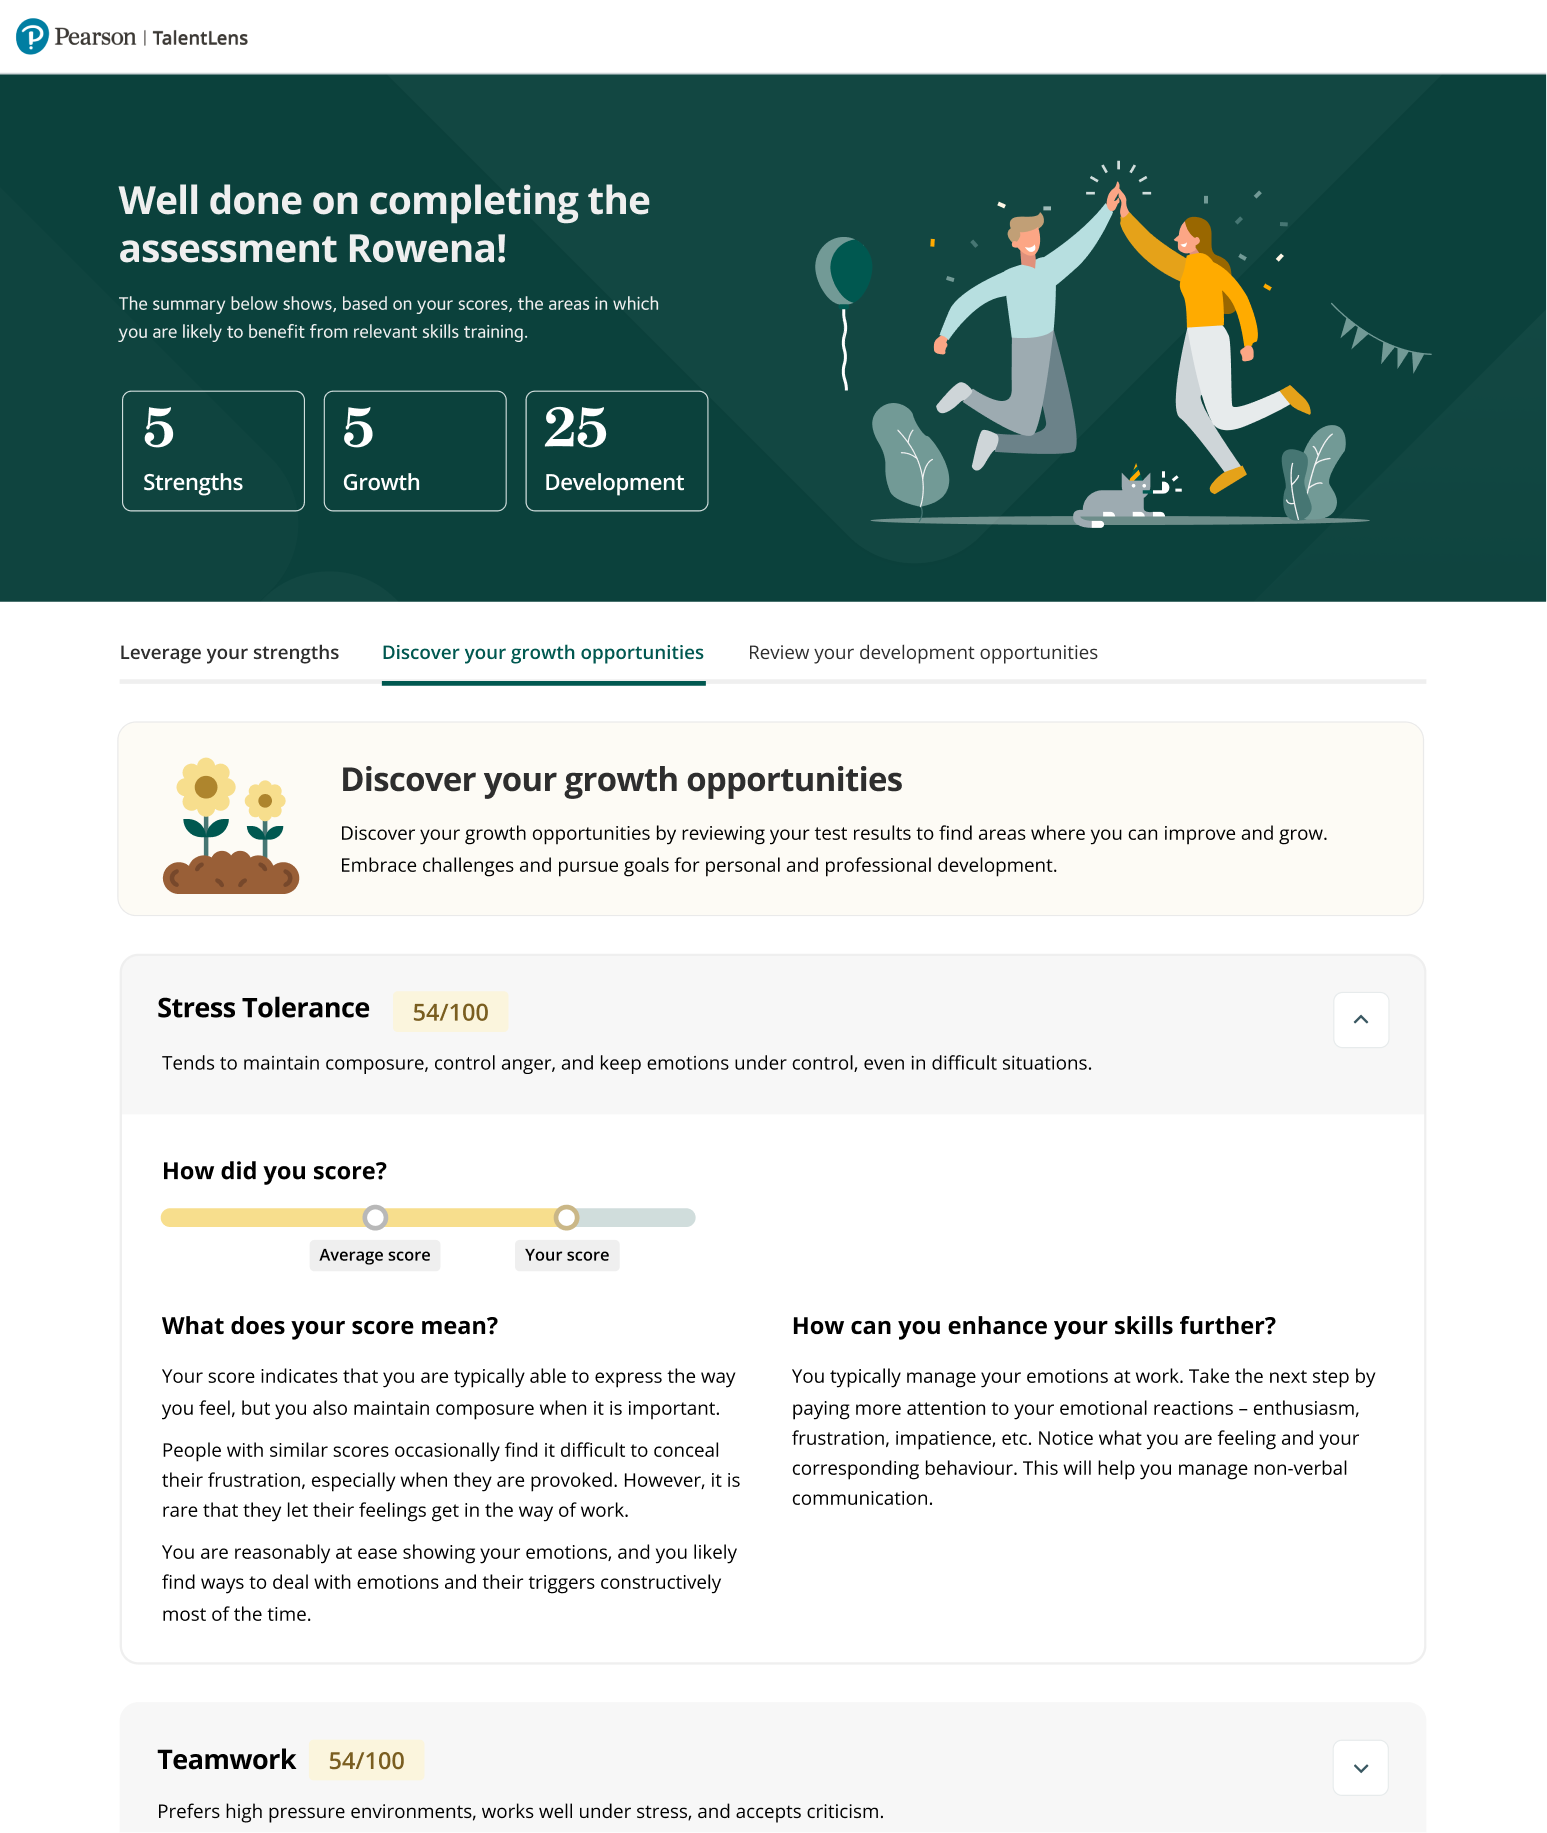 Pearson | TalentLens
Well done on completing the
assessment Rowena!
The summary below shows, based on your scores, the areas in which
you are likely to benefit from relevant skills training.
5
Strengths
5
Growth
25
Development
Leverage your strengths
Discover your growth opportunities
Review your development opportunities
Discover your growth opportunities
Discover your growth opportunities by reviewing your test results to find areas where you can improve and grow.
Embrace challenges and pursue goals for personal and professional development.
Stress Tolerance
54/100
Tends to maintain composure, control anger, and keep emotions under control, even in difficult situations.
How did you score?
Average score
Your score
What does your score mean?
Your score indicates that you are typically able to express the way
you feel, but you also maintain composure when it is important.
People with similar scores occasionally find it difficult to conceal
their frustration, especially when they are provoked. However, it is
rare that they let their feelings get in the way of work.
You are reasonably at ease showing your emotions, and you likely
find ways to deal with emotions and their triggers constructively
most of the time.
How can you enhance your skills further?
You typically manage your emotions at work. Take the next step by
paying more attention to your emotional reactions – enthusiasm,
frustration, impatience, etc. Notice what you are feeling and your
corresponding behaviour. This will help you manage non-verbal
communication.
Teamwork
54/100
Prefers high pressure environments, works well under stress, and accepts criticism.